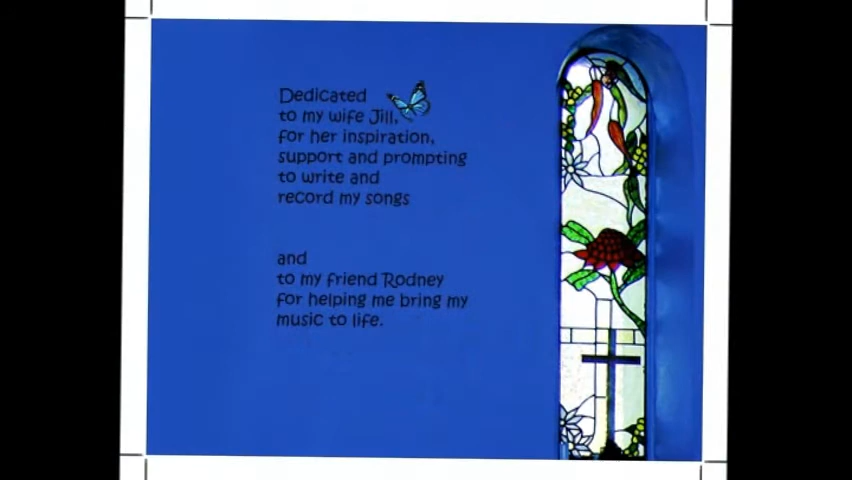 Dedicated
to my wife Jill,
for her inspiration,
support and prompting
to write and
record my songs
and
to my friend Rodney
for helping me bring my
music to life.